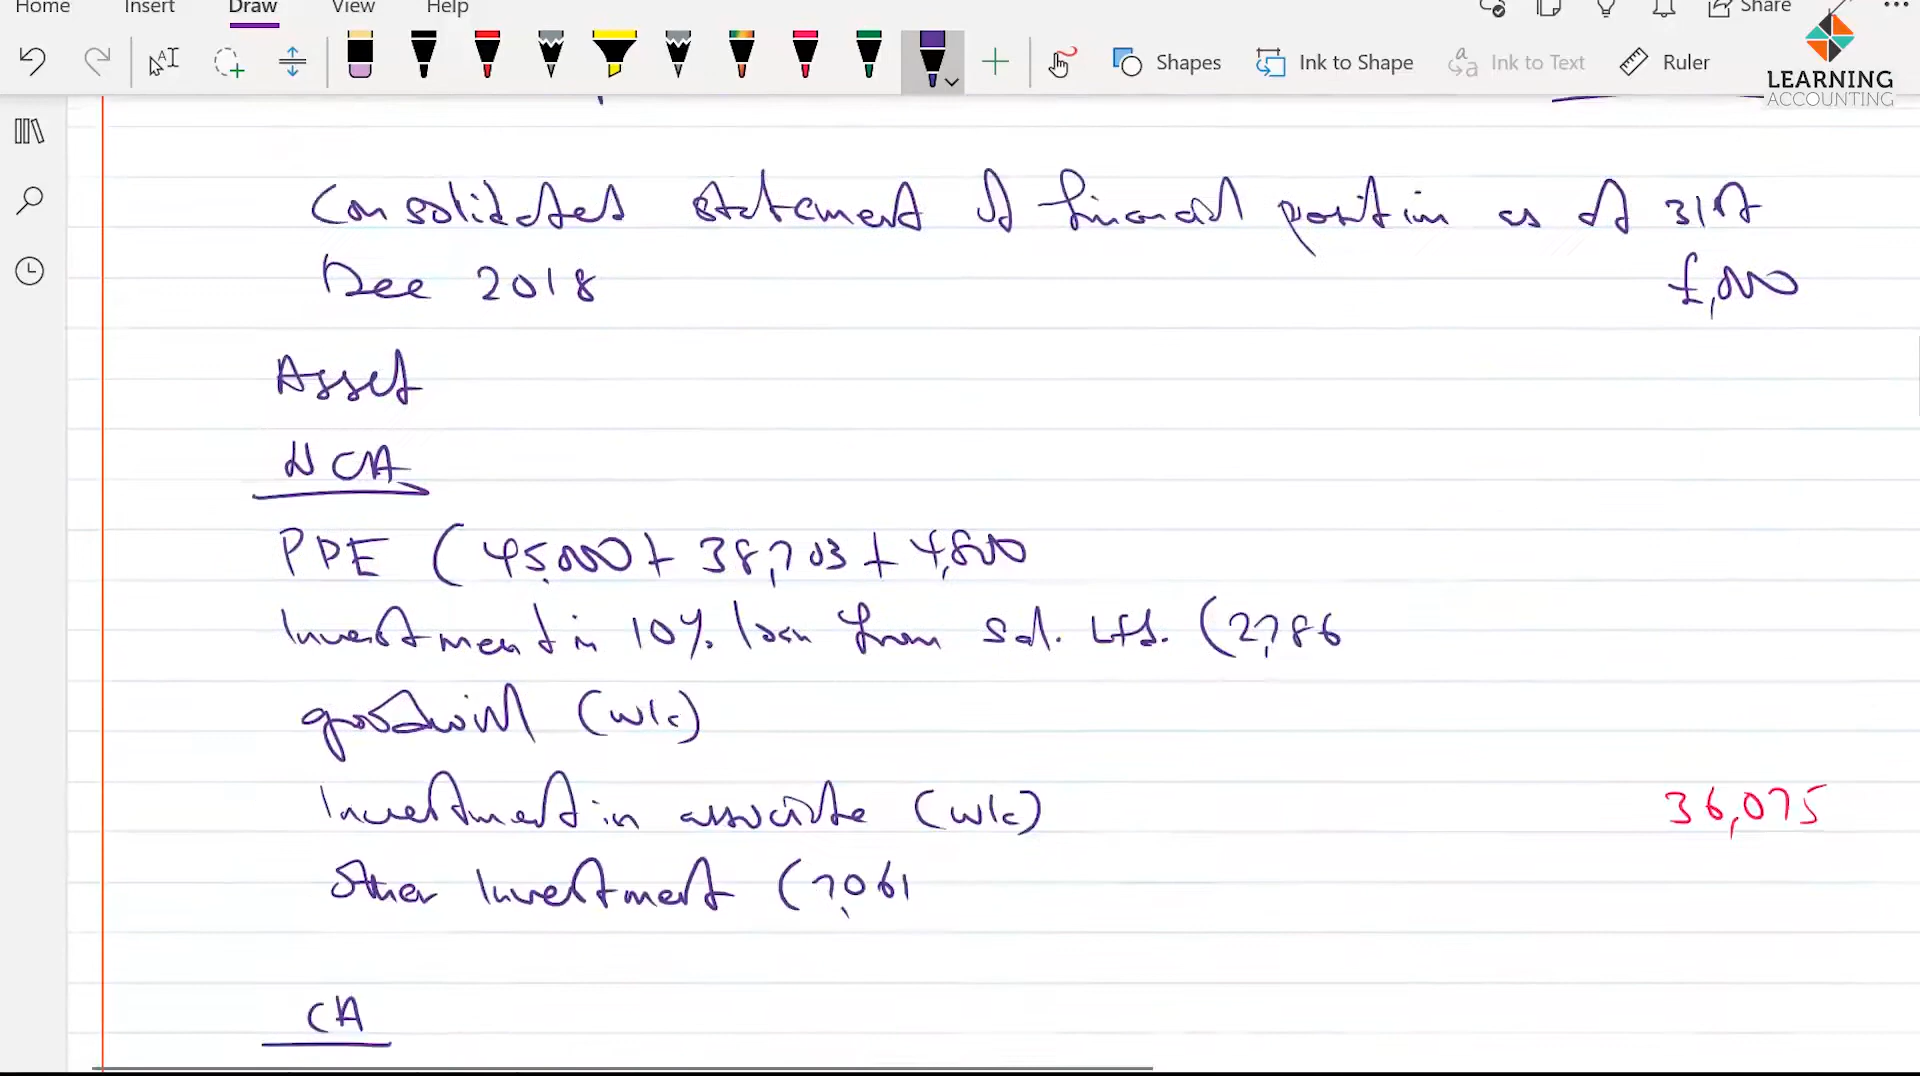 Home Insert Draw View Help Share
Shapes Ink to Shape Ink to Text Ruler
LEARNING
ACCOUNTING
Consolidated statement of financial position as at 31st
Dec 2018 £,000
Asset
NCA
PPE (45,000 + 38,703 + 4,800
Investment in 10% loan from Sol. Ltd. (2,786
goodwill (w/c)
Investment in associate (w/c) 36,075
Other Investment (7,061
CA